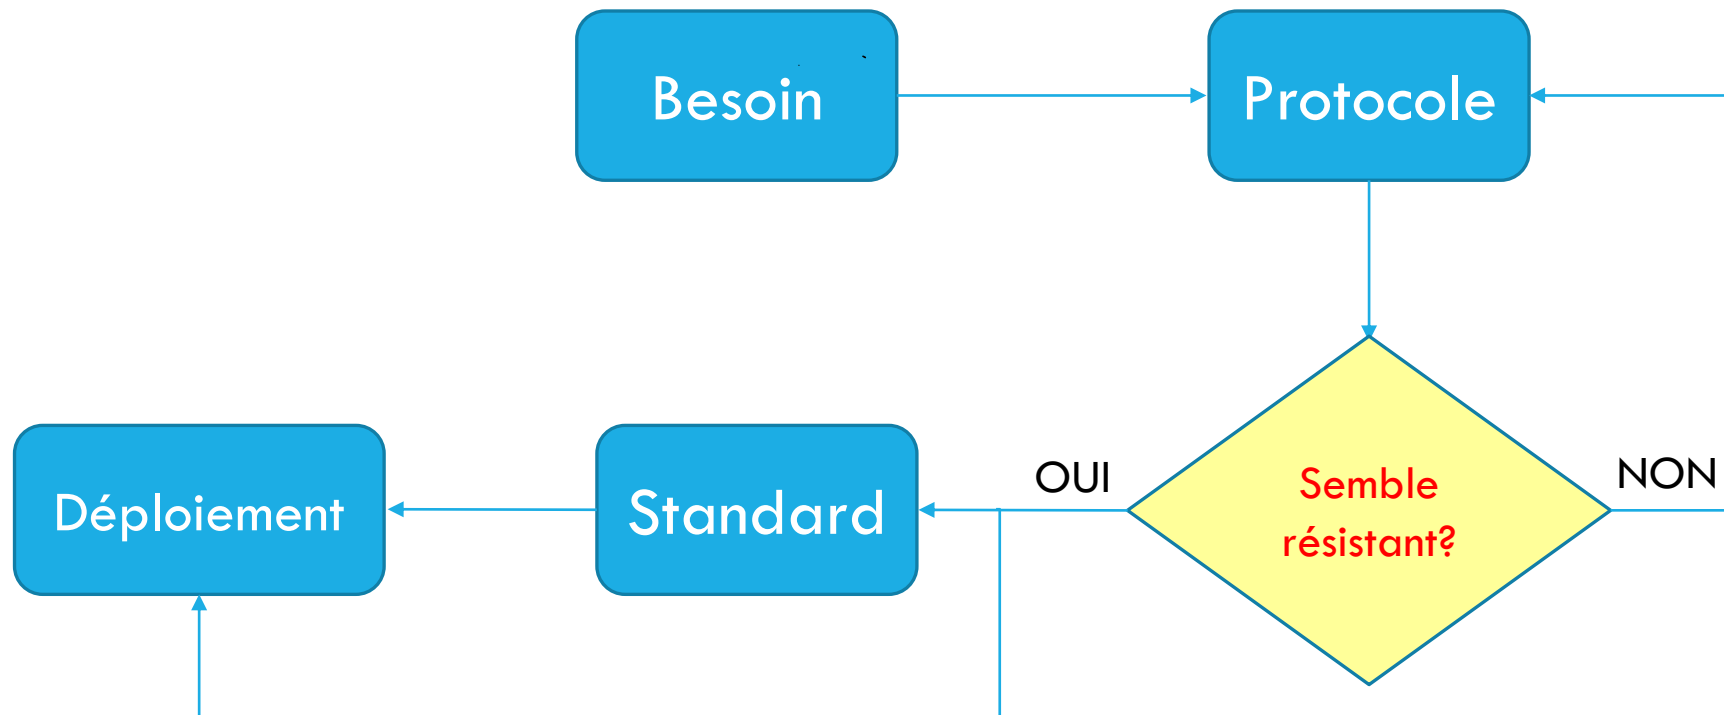 Besoin
Protocole
Déploiement
Standard
OUI
Semble
résistant?
NON